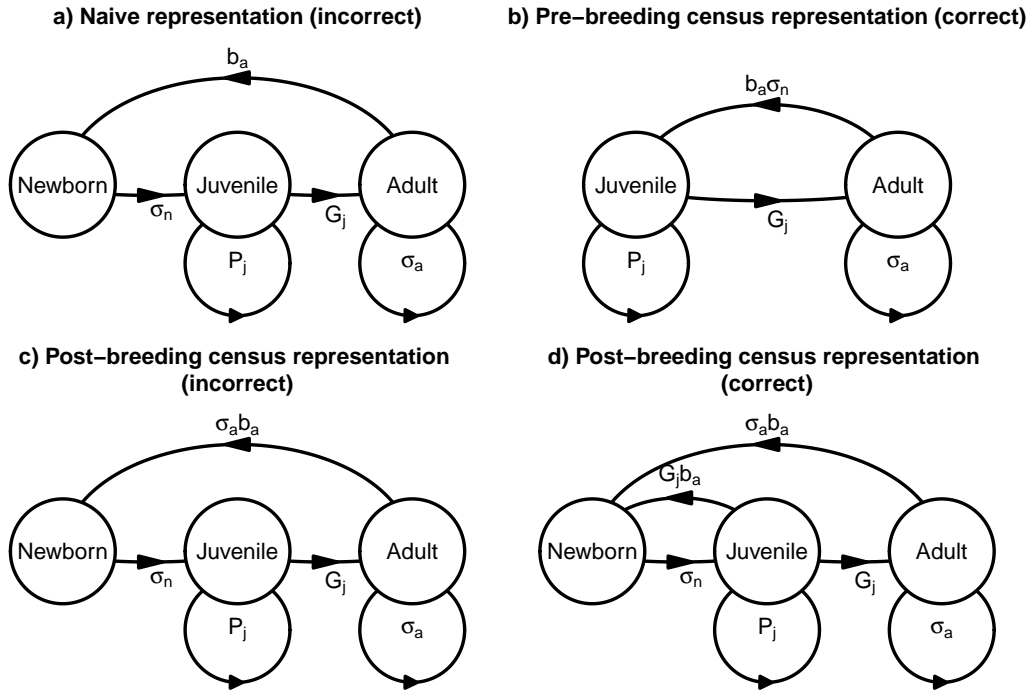 a) Naive representation (incorrect)
b_a
Newborn
σ_n
Juvenile
G_j
Adult
P_j
σ_a
b) Pre−breeding census representation (correct)
b_aσ_n
Juvenile
G_j
Adult
P_j
σ_a
c) Post−breeding census representation
(incorrect)
σ_ab_a
Newborn
σ_n
Juvenile
G_j
Adult
P_j
σ_a
d) Post−breeding census representation
(correct)
σ_ab_a
G_jb_a
Newborn
σ_n
Juvenile
G_j
Adult
P_j
σ_a